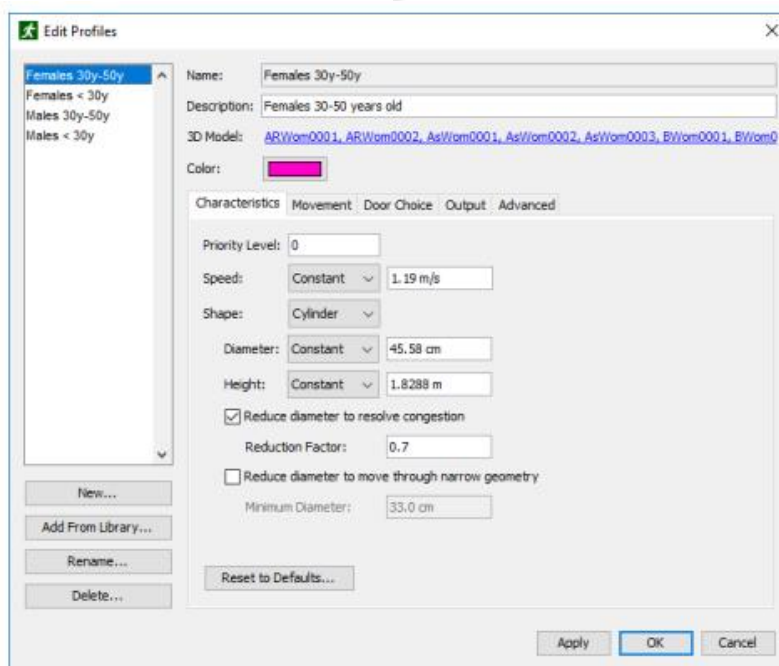 Edit Profiles
Females 30y-50y
Females < 30y
Males 30y-50y
Males < 30y
New...
Add From Library...
Rename...
Delete...
Name: Females 30y-50y
Description: Females 30-50 years old
3D Model: ARWom0001, ARWom0002, AsWom0001, AsWom0002, AsWom0003, BWom0001, BWom0
Color:
Characteristics Movement Door Choice Output Advanced
Priority Level: 0
Speed: Constant 1.19 m/s
Shape: Cylinder
Diameter: Constant 45.58 cm
Height: Constant 1.8288 m
Reduce diameter to resolve congestion
Reduction Factor: 0.7
Reduce diameter to move through narrow geometry
Minimum Diameter: 33.0 cm
Reset to Defaults...
Apply OK Cancel